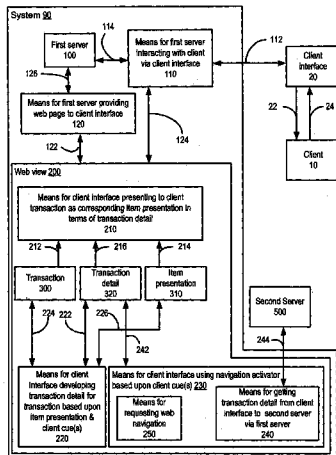 System 90
First server
100
114
Means for first server
interacting with client
via client interface
110
112
Client
interface
20
126
Means for first server providing
web page to client interface
120
122
124
22
24
Client
10
Web view 200
Means for client interface presenting to client
transaction as corresponding item presentation in
terms of transaction detail
210
212
216
214
Transaction
300
Transaction
detail
320
Item
presentation
310
Second Server
500
224
222
226
242
244
Means for client
interface developing
transaction detail for
transaction based upon
item presentation &
client cue(s)
220
Means for client interface using navigation activator
based upon client cue(s) 230
Means for
requesting web
navigation
250
Means for getting
transaction detail from
client interface to
second server
via first server
240